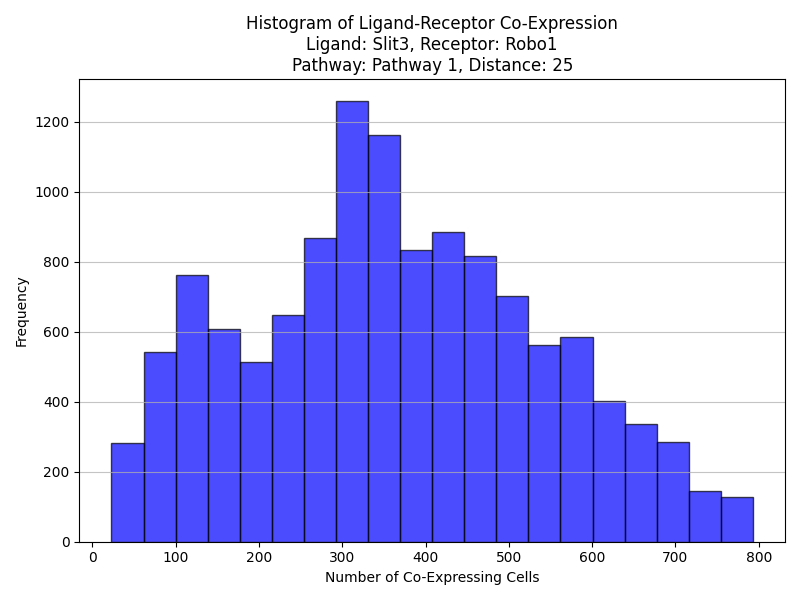 Histogram of Ligand-Receptor Co-Expression
Ligand: Slit3, Receptor: Robo1
Pathway: Pathway 1, Distance: 25
Frequency
1200
1000
800
600
400
200
0
0 100 200 300 400 500 600 700 800
Number of Co-Expressing Cells